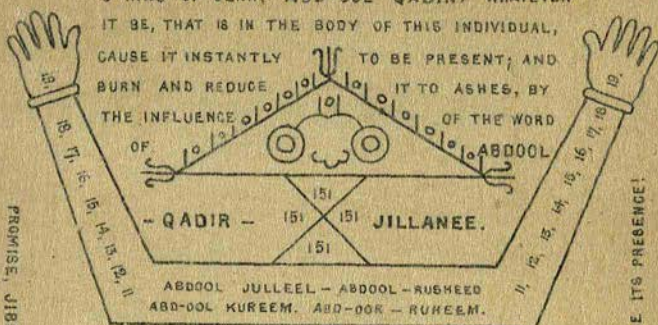 IT BE, THAT IS IN THE BODY OF THIS INDIVIDUAL,
CAUSE IT INSTANTLY TO BE PRESENT; AND
BURN AND REDUCE IT TO ASHES, BY
THE INFLUENCE OF THE WORD
OF ABDOOL
- QADIR - JILLANEE.
151
151 151
151
ABDOOL JULLEEL - ABDOOL - RUSHEED
ABD-OOL KUREEM. ABD-OOR - RUHEEM.
19.
18, 17, 16, 15, 14, 13, 12, 11
19.
11, 12, 13, 14, 15, 16, 17, 18
PROMISE, JIB
E ITS PRESENCE!